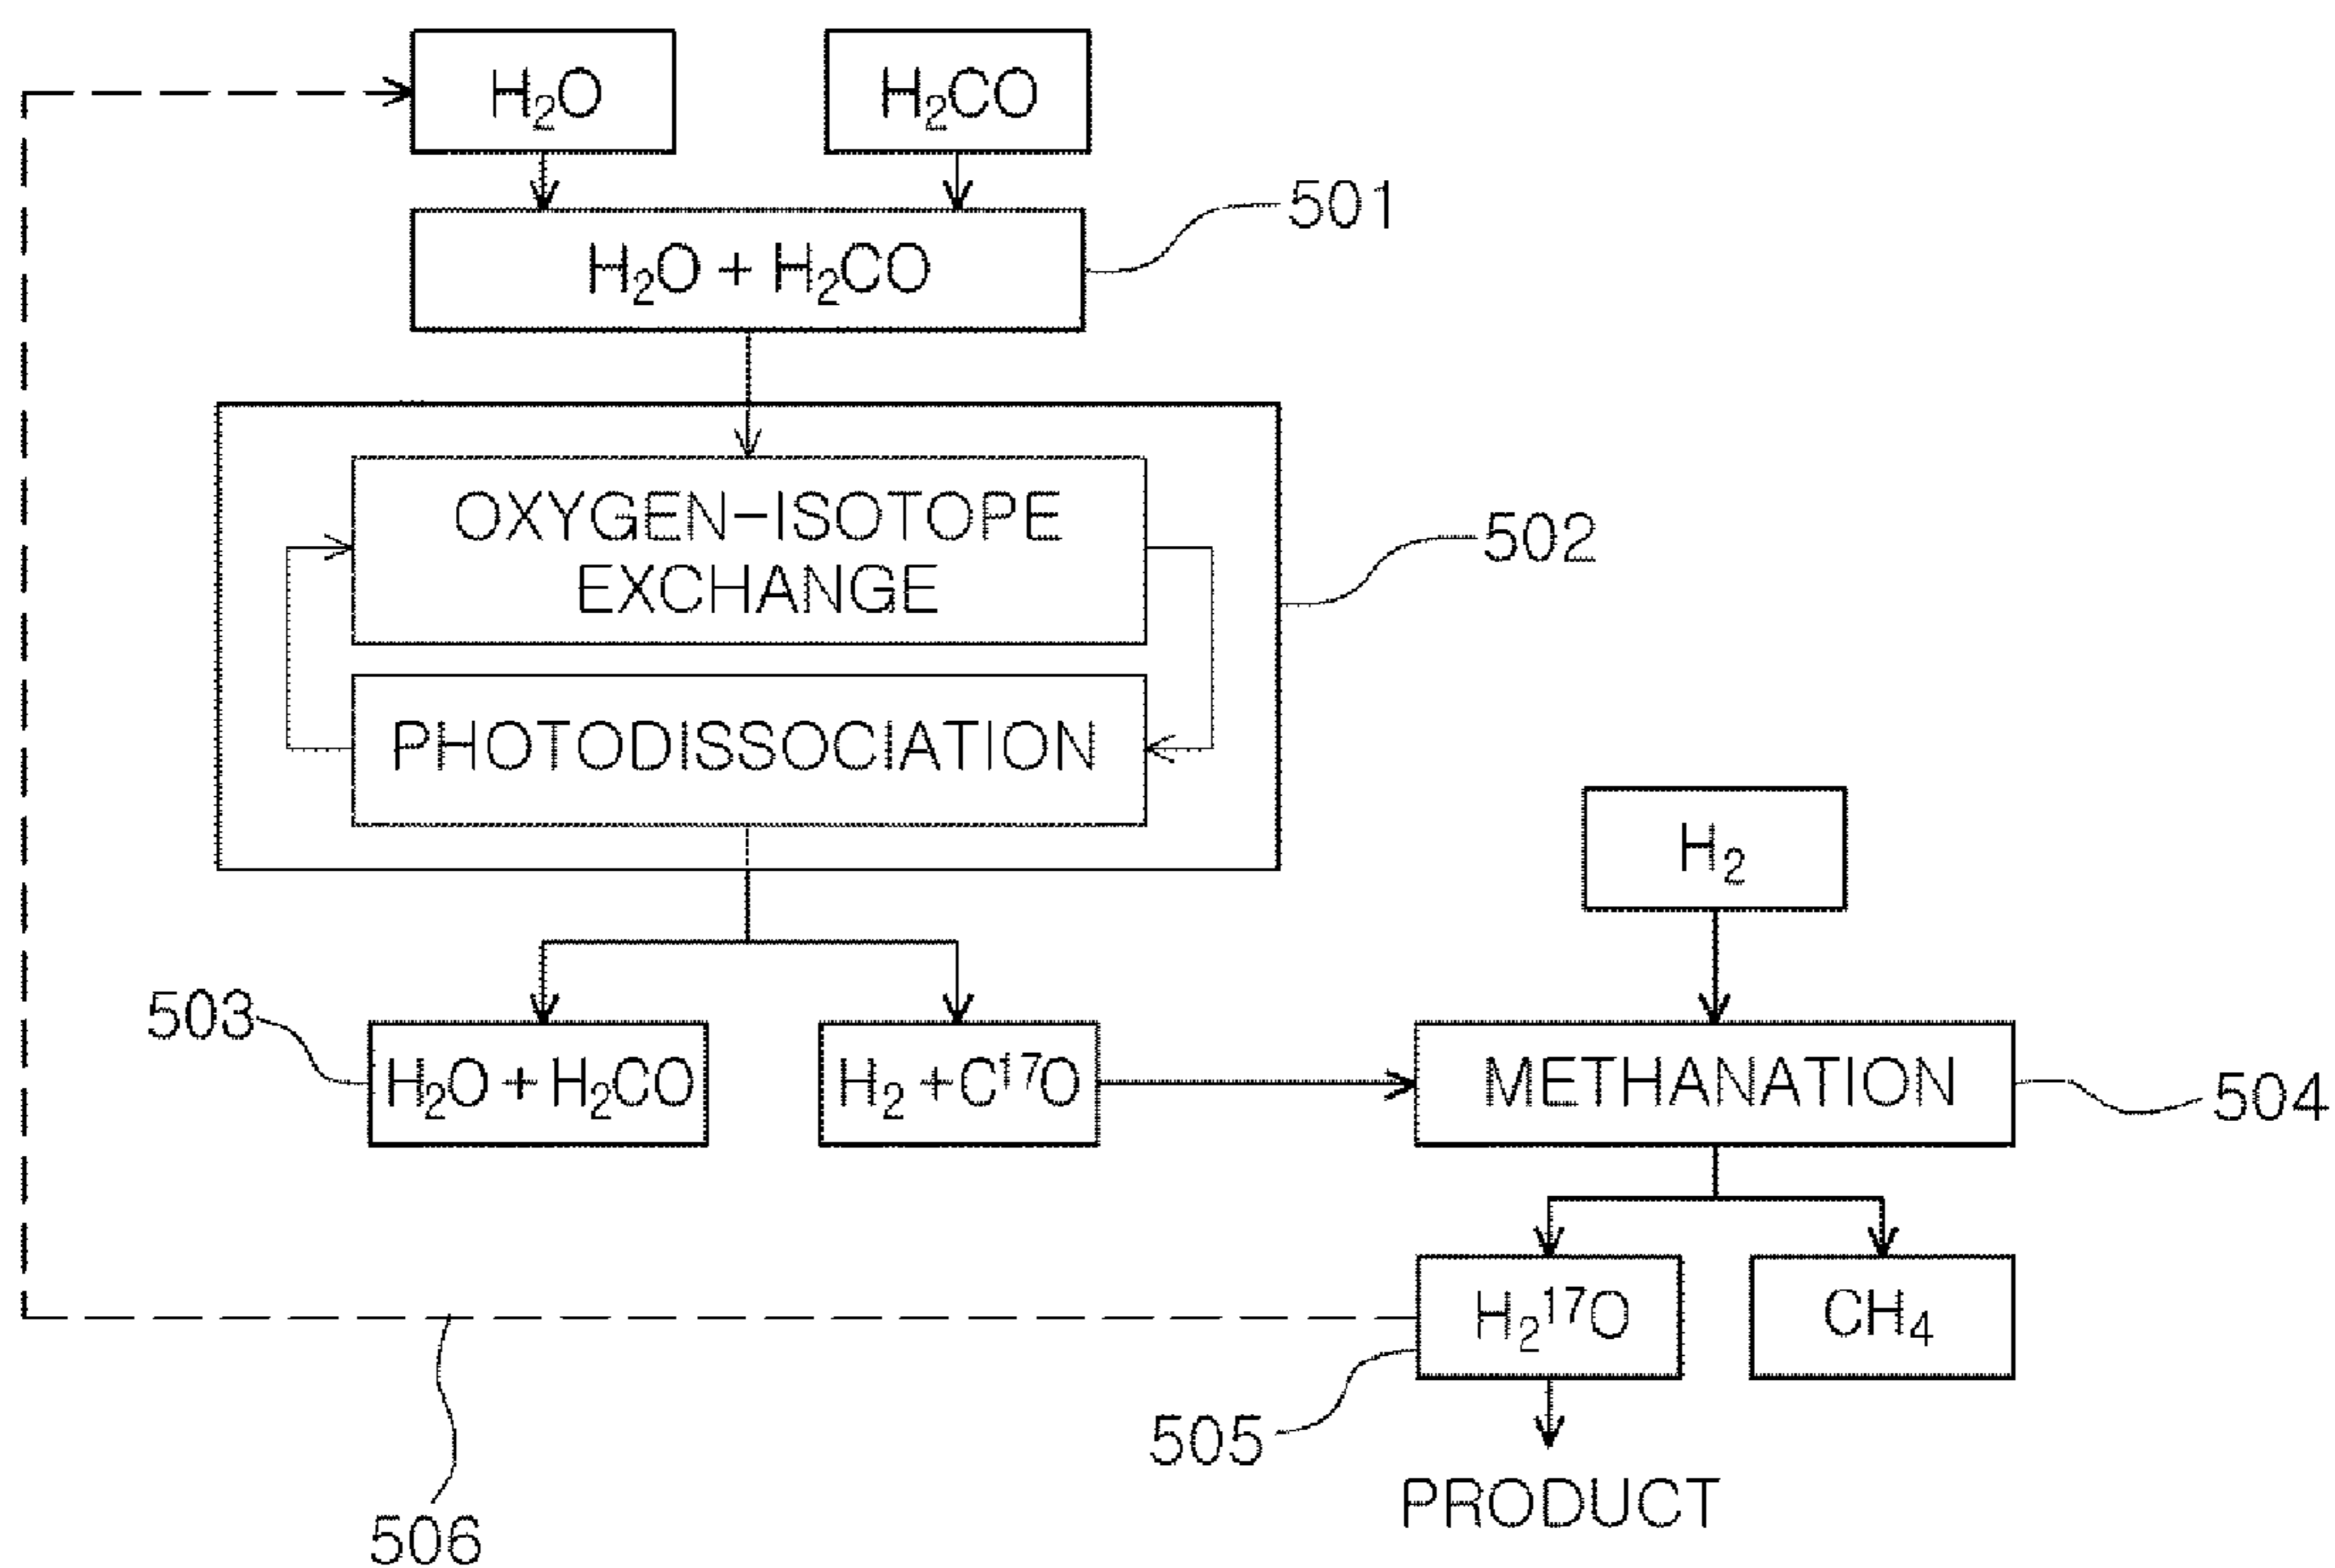 H₂O
H₂CO
501
H₂O + H₂CO
OXYGEN-ISOTOPE
EXCHANGE
502
PHOTODISSOCIATION
H₂
503
H₂O + H₂CO
H₂ + C¹⁷O
METHANATION
504
H₂¹⁷O
CH₄
505
PRODUCT
506